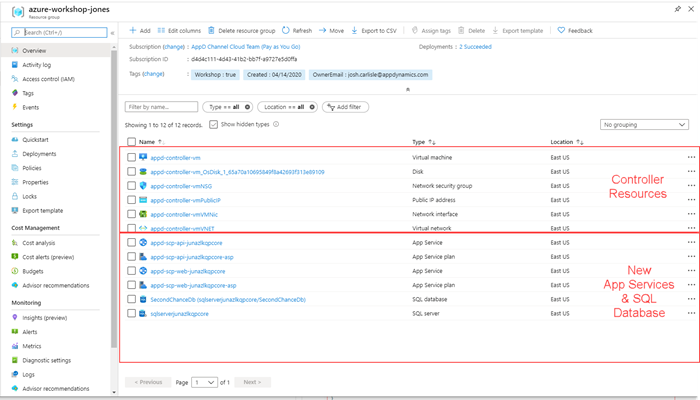 azure-workshop-jones
Resource group
Search (Ctrl+/)
Add Edit columns Delete resource group Refresh Move Export to CSV Assign tags Delete Export template Feedback
Subscription (change) : AppD Channel Cloud Team (Pay as You Go) Deployments : 2 Succeeded
Subscription ID : d4d4c111-4d43-41b2-bb7f-a9727e5d0ffa
Tags (change) : Workshop : true Created : 04/14/2020 OwnerEmail : josh.carlisle@appdynamics.com
Overview
Activity log
Access control (IAM)
Tags
Events
Settings
Quickstart
Deployments
Policies
Properties
Locks
Export template
Cost Management
Cost analysis
Cost alerts (preview)
Budgets
Advisor recommendations
Monitoring
Insights (preview)
Alerts
Metrics
Diagnostic settings
Logs
Advisor recommendations
Filter by name... Type == all Location == all Add filter
Showing 1 to 12 of 12 records. Show hidden types No grouping
Name Type Location
appd-controller-vm Virtual machine East US
appd-controller-vm_OsDisk_1_65a70a10695849f8a42693f313e89109 Disk East US
appd-controller-vmNSG Network security group East US
appd-controller-vmPublicIP Public IP address East US
appd-controller-vmVMNic Network interface East US
appd-controller-vmVNET Virtual network East US
appd-scp-api-junazlkqpcore App Service East US
appd-scp-api-junazlkqpcore-asp App Service plan East US
appd-scp-web-junazlkqpcore App Service East US
appd-scp-web-junazlkqpcore-asp App Service plan East US
SecondChanceDb (sqlserverjunazlkqpcore/SecondChanceDb) SQL database East US
sqlserverjunazlkqpcore SQL server East US
Controller
Resources
New
App Services
& SQL
Database
< Previous Page 1 of 1 Next >